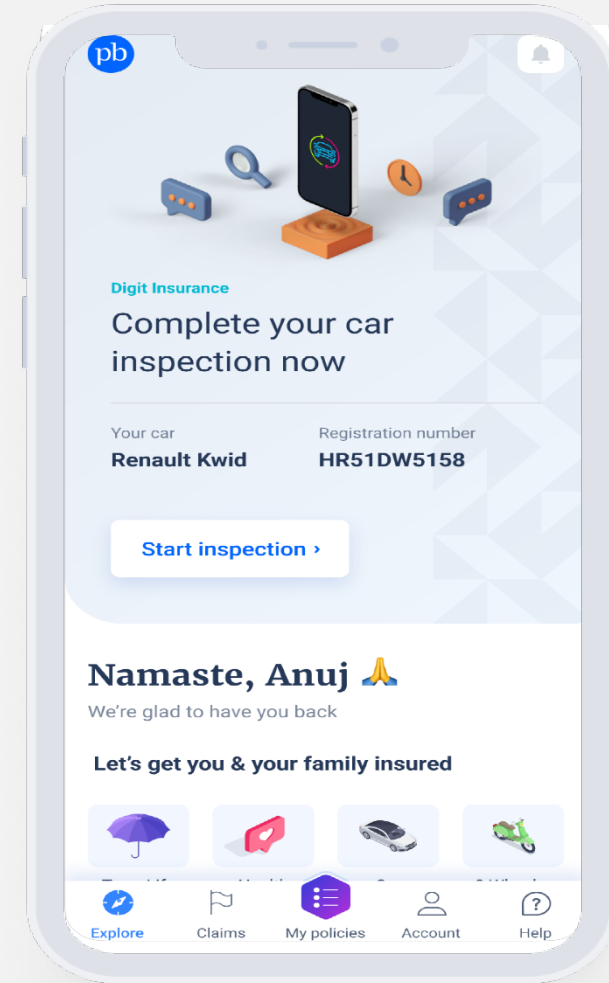 pb
Digit Insurance
Complete your car
inspection now
Your car Registration number
Renault Kwid HR51DW5158
Start inspection ›
Namaste, Anuj 🙏
We're glad to have you back
Let's get you & your family insured
Explore Claims My policies Account Help